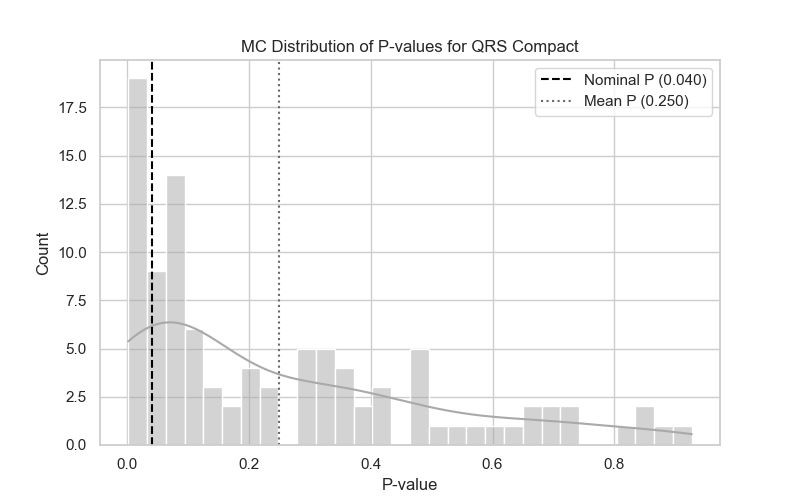 MC Distribution of P-values for QRS Compact
Nominal P (0.040)
Mean P (0.250)
Count
17.5
15.0
12.5
10.0
7.5
5.0
2.5
0.0
0.0 0.2 0.4 0.6 0.8
P-value